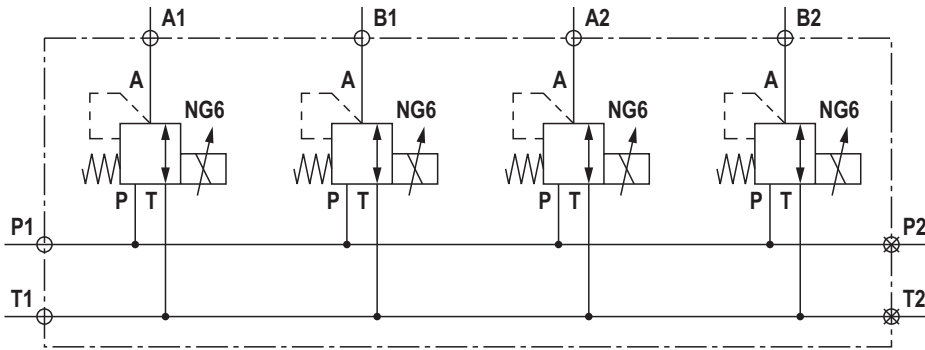 A1 B1 A2 B2
A A A A
NG6 NG6 NG6 NG6
P T P T P T P T
P1 P2
T1 T2